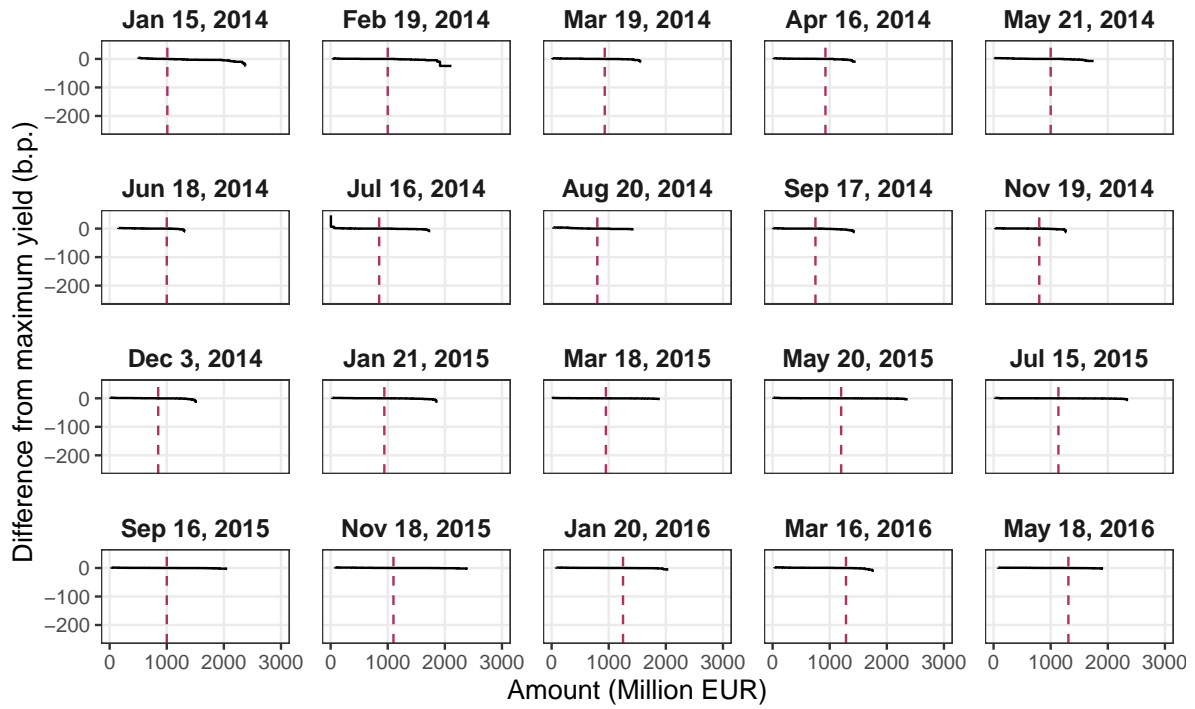 Jan 15, 2014 Feb 19, 2014 Mar 19, 2014 Apr 16, 2014 May 21, 2014
0
−100
−200
Jun 18, 2014 Jul 16, 2014 Aug 20, 2014 Sep 17, 2014 Nov 19, 2014
0
−100
−200
Dec 3, 2014 Jan 21, 2015 Mar 18, 2015 May 20, 2015 Jul 15, 2015
0
−100
−200
Sep 16, 2015 Nov 18, 2015 Jan 20, 2016 Mar 16, 2016 May 18, 2016
0
−100
−200
0 1000 2000 3000 0 1000 2000 3000 0 1000 2000 3000 0 1000 2000 3000 0 1000 2000 3000
Amount (Million EUR)
Difference from maximum yield (b.p.)